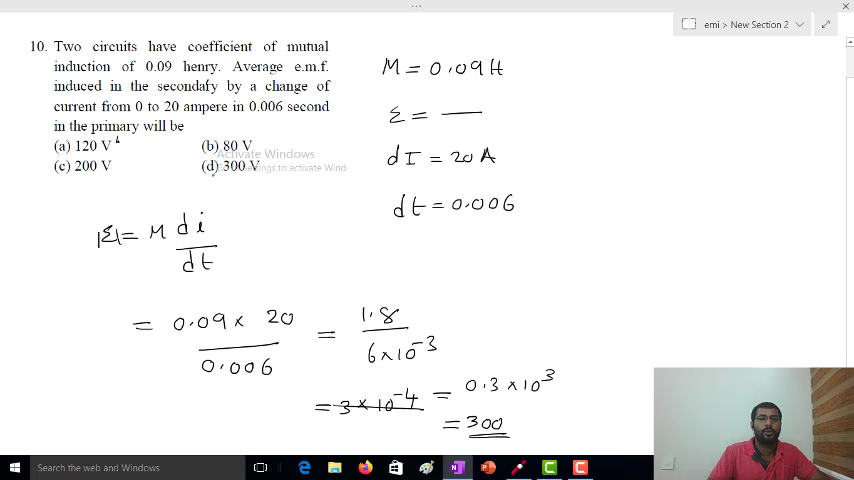 emi > New Section 2
10. Two circuits have coefficient of mutual
induction of 0.09 henry. Average e.m.f.
induced in the secondary by a change of
current from 0 to 20 ampere in 0.006 second
in the primary will be
(a) 120 V (b) 80 V
(c) 200 V (d) 300 V
Activate Windows
to activate Wind
M = 0.09 H
Ɛ = —
dI = 20 A
dt = 0.006
|Ɛ| = M di/dt
= 0.09 × 20 / 0.006 = 1.8 / 6×10⁻³
= 3 × 10⁻⁴ = 0.3 × 10³
= 300
Search the web and Windows